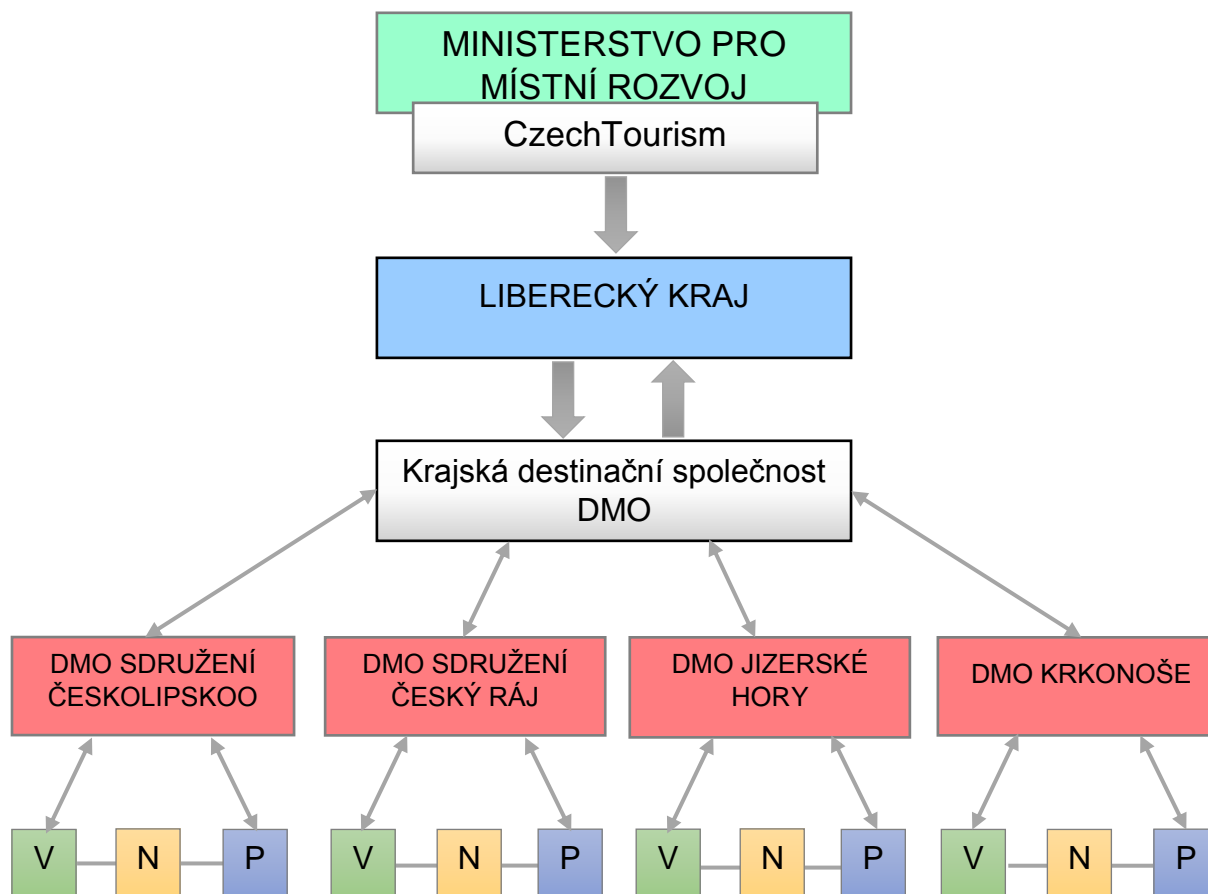 MINISTERSTVO PRO
MÍSTNÍ ROZVOJ
CzechTourism
LIBERECKÝ KRAJ
Krajská destinační společnost
DMO
DMO SDRUŽENÍ
ČESKOLIPSKOO
DMO SDRUŽENÍ
ČESKÝ RÁJ
DMO JIZERSKÉ
HORY
DMO KRKONOŠE
V N P
V N P
V N P
V N P